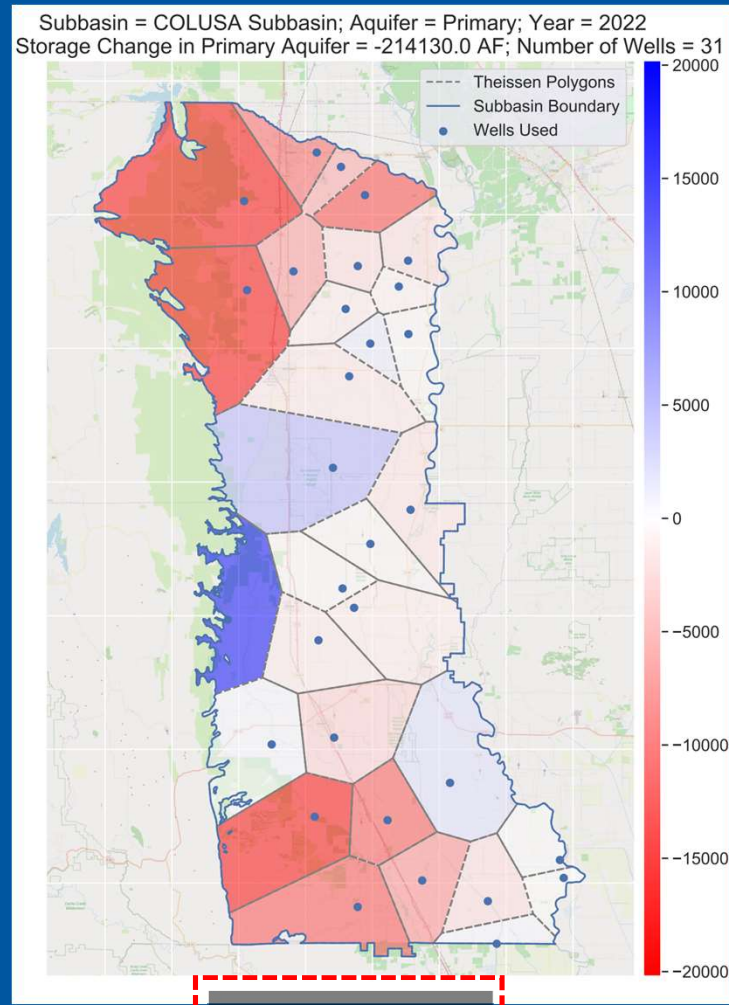 Subbasin = COLUSA Subbasin; Aquifer = Primary; Year = 2022
Storage Change in Primary Aquifer = -214130.0 AF; Number of Wells = 31
Theissen Polygons
Subbasin Boundary
Wells Used
20000
15000
10000
5000
0
−5000
−10000
−15000
−20000